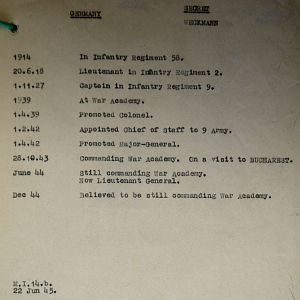 GERMANY
SECRET
WECKMANN
1914 In Infantry Regiment 58.
20.6.18 Lieutenant in Infantry Regiment 2.
1.11.27 Captain in Infantry Regiment 9.
1939 At War Academy.
1.4.39 Promoted Colonel.
1.2.42 Appointed Chief of Staff to 9 Army.
1.4.42 Promoted Major-General.
28.10.43 Commanding War Academy. On a visit to BUCHAREST.
June 44 Still commanding War Academy.
Now Lieutenant General.
Dec 44 Believed to be still commanding War Academy.
M.I.14.b.
22 Jun 45.